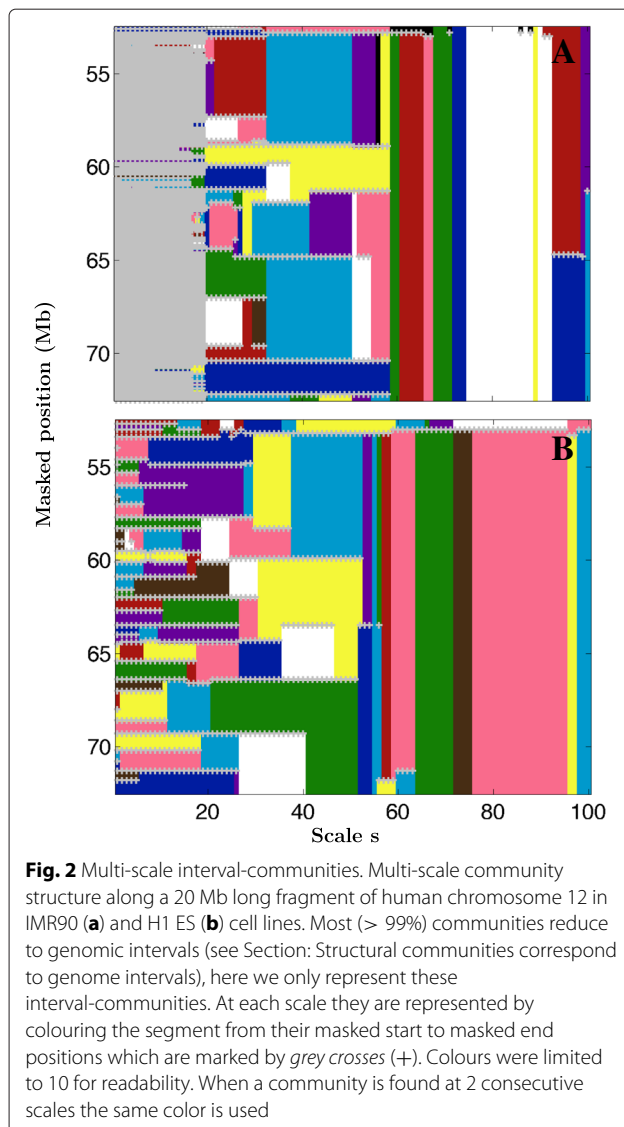 A
55
60
65
70
Masked position (Mb)
B
55
60
65
70
20 40 60 80 100
Scale s
Fig. 2 Multi-scale interval-communities. Multi-scale community
structure along a 20 Mb long fragment of human chromosome 12 in
IMR90 (a) and H1 ES (b) cell lines. Most (> 99%) communities reduce
to genomic intervals (see Section: Structural communities correspond
to genome intervals), here we only represent these
interval-communities. At each scale they are represented by
colouring the segment from their masked start to masked end
positions which are marked by grey crosses (+). Colours were limited
to 10 for readability. When a community is found at 2 consecutive
scales the same color is used